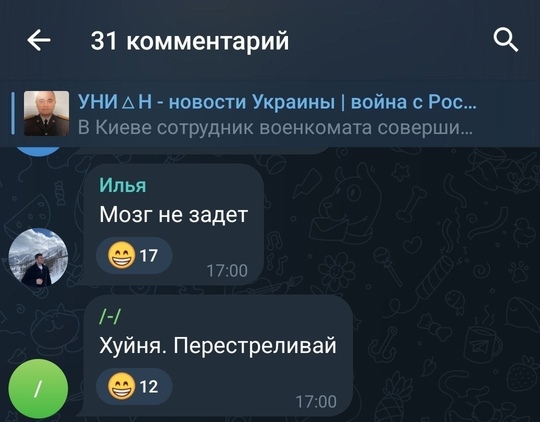 31 комментарий
УНИ△Н - новости Украины | война с Рос...
В Киеве сотрудник военкомата соверши...
Илья
Мозг не задет
17
17:00
/-/
Хуйня. Перестреливай
12
17:00
/